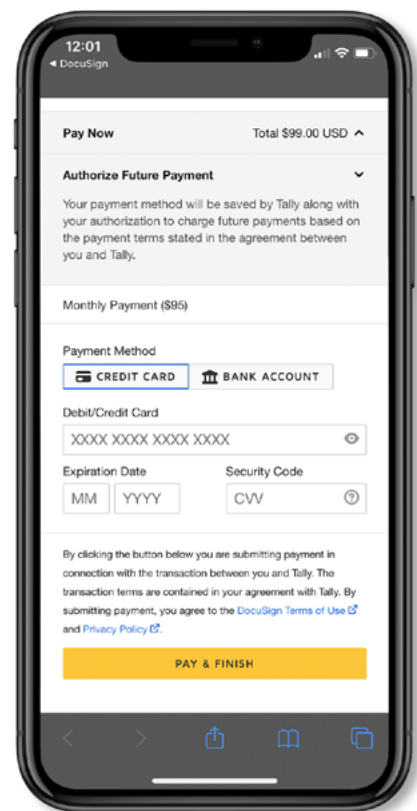 12:01
◀ DocuSign
Pay Now Total $99.00 USD
Authorize Future Payment
Your payment method will be saved by Tally along with
your authorization to charge future payments based on
the payment terms stated in the agreement between
you and Tally.
Monthly Payment ($95)
Payment Method
CREDIT CARD BANK ACCOUNT
Debit/Credit Card
XXXX XXXX XXXX XXXX
Expiration Date Security Code
MM YYYY CVV
By clicking the button below you are submitting payment in
connection with the transaction between you and Tally. The
transaction terms are contained in your agreement with Tally. By
submitting payment, you agree to the DocuSign Terms of Use
and Privacy Policy.
PAY & FINISH